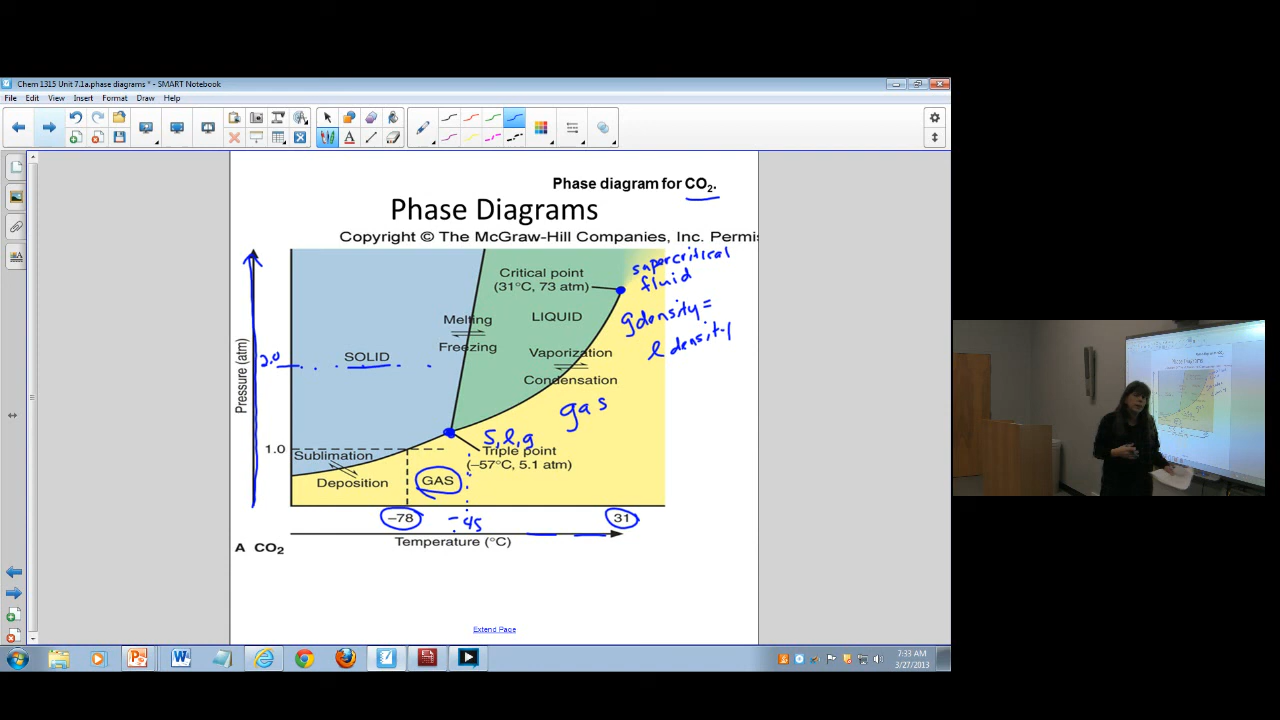 Chem 1315 Unit 7.1a.phase diagrams * - SMART Notebook
File Edit View Insert Format Draw Help
Phase diagram for CO₂.
Phase Diagrams
Copyright © The McGraw-Hill Companies, Inc. Permis
supercritical
fluid
Critical point
(31°C, 73 atm)
g density =
l density
LIQUID
Melting
Freezing
Vaporization
Condensation
2.0
SOLID
Pressure (atm)
gas
s, l, g
1.0
Triple point
(–57°C, 5.1 atm)
Sublimation
Deposition
GAS
–78
-45
31
Temperature (°C)
A CO₂
Extend Page
7:33 AM
3/27/2013